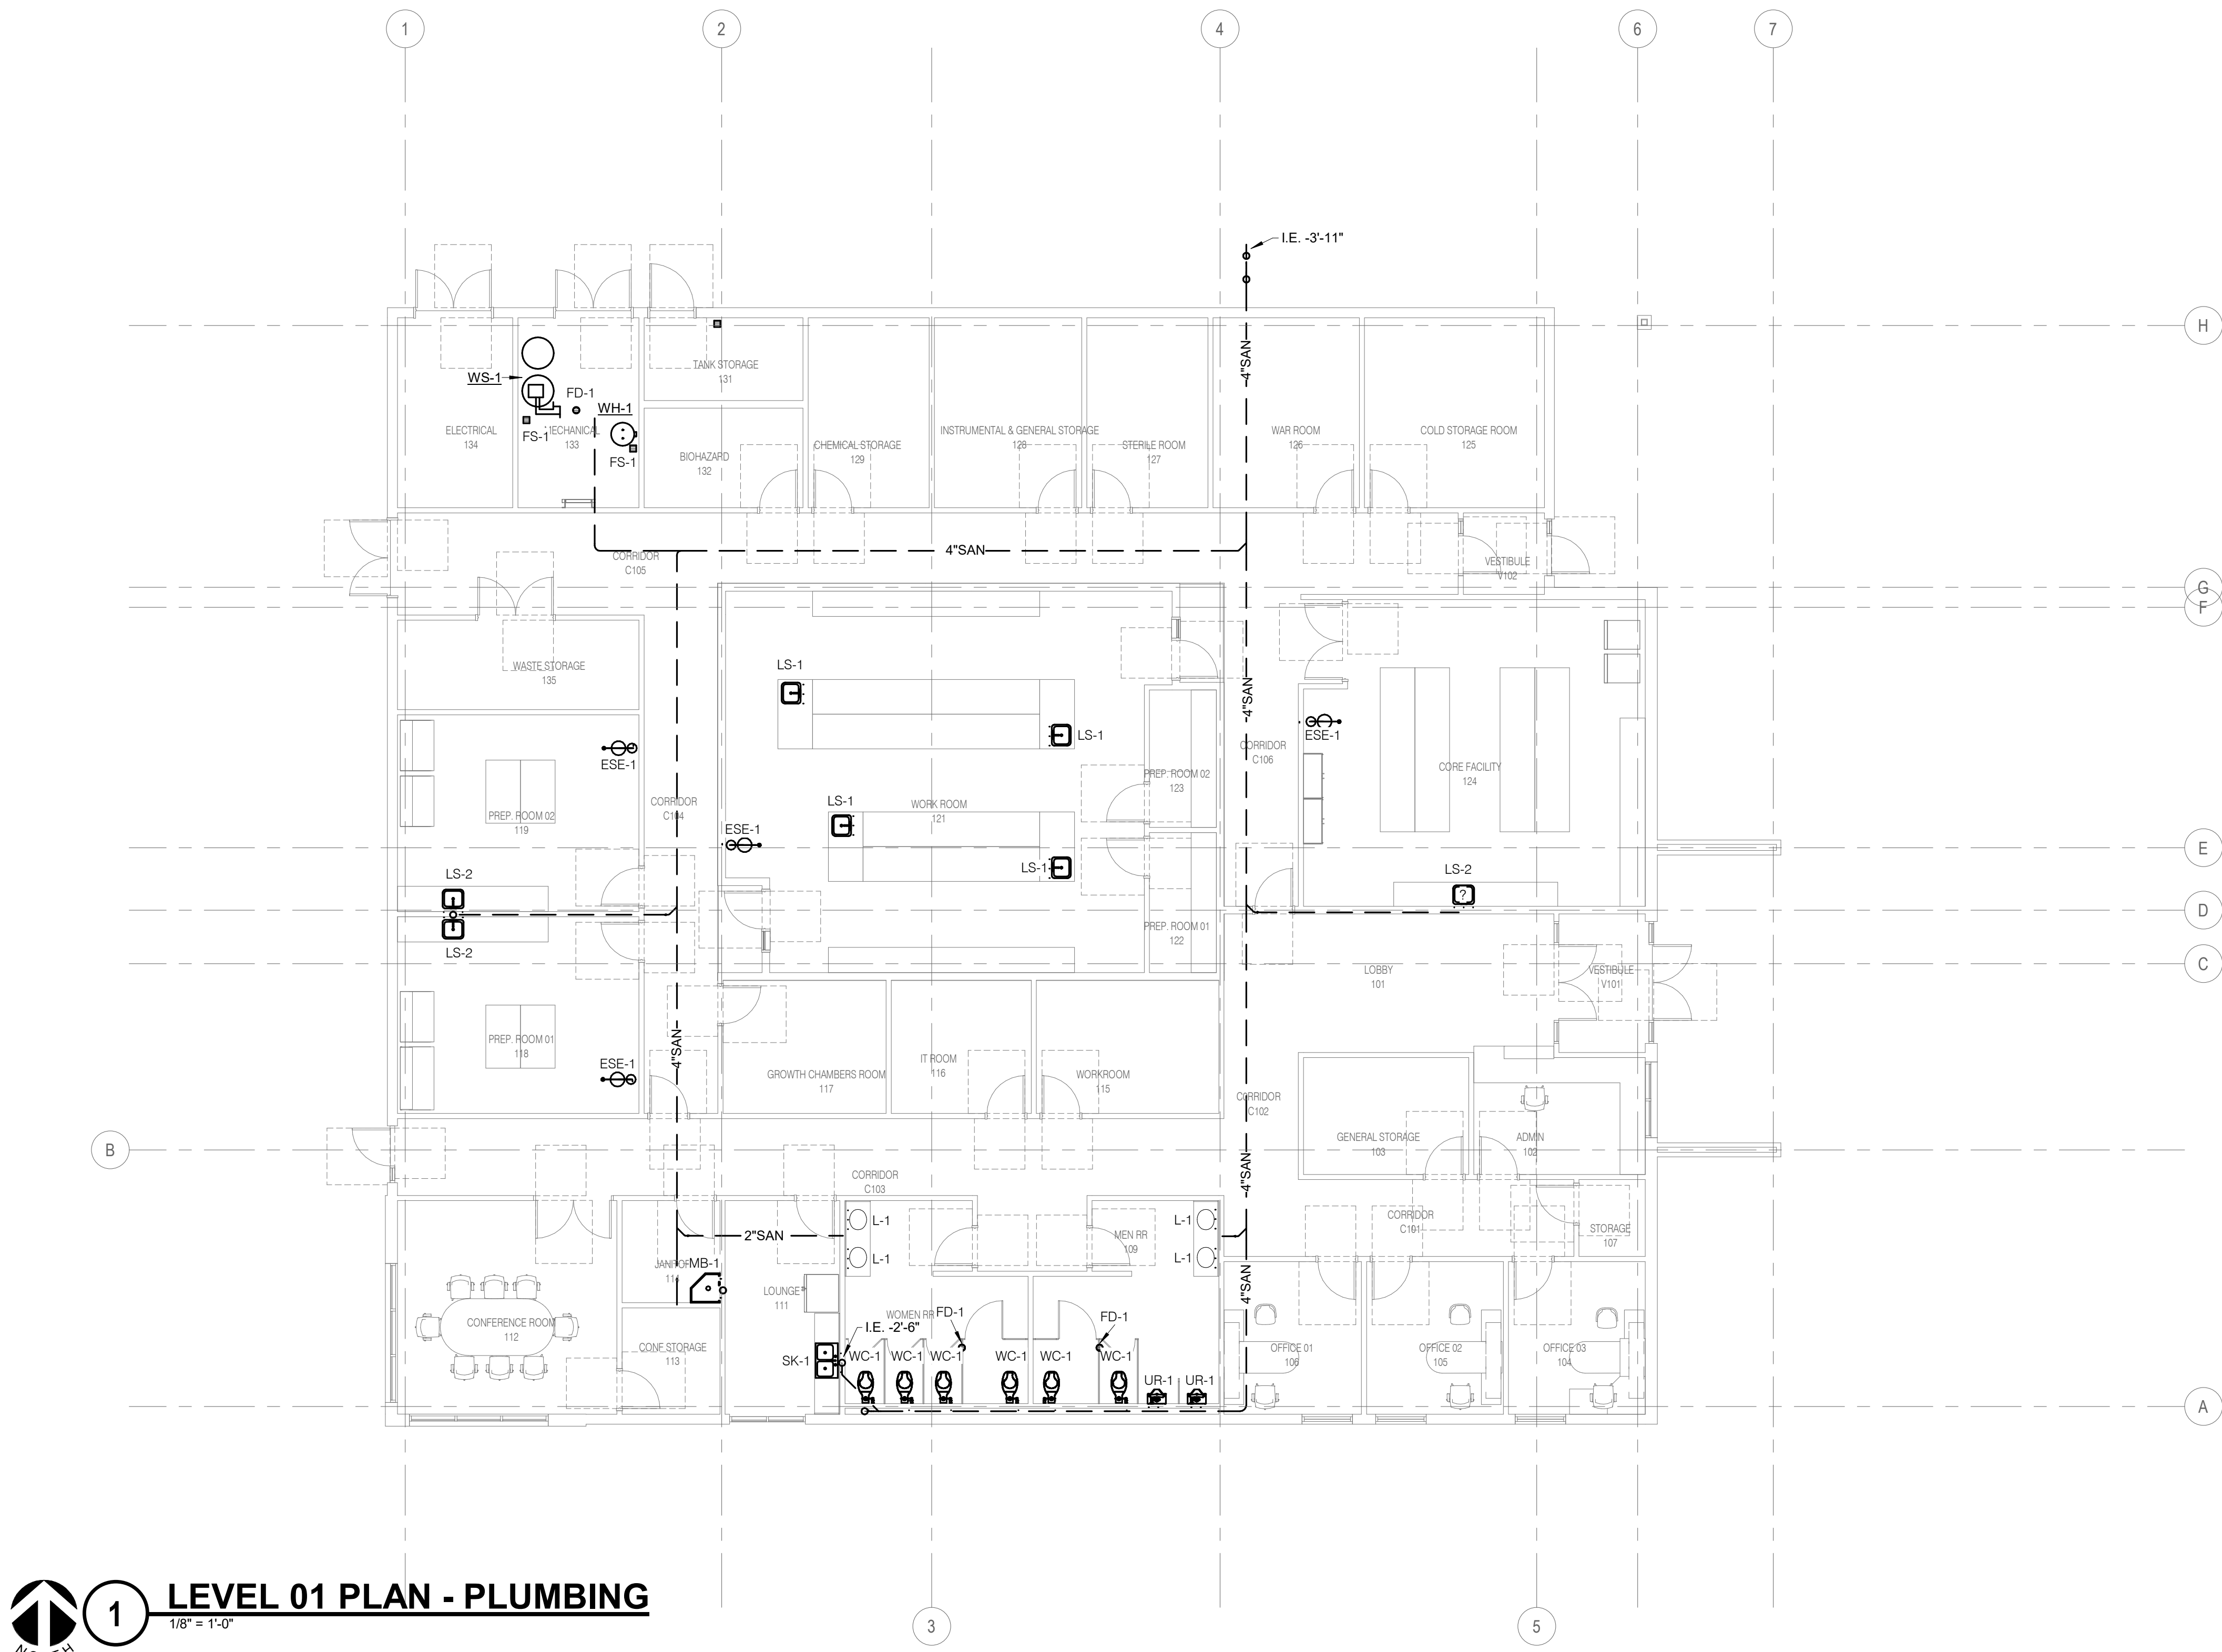 1
2
4
6
7
I.E. -3'-11"
H
4"SAN
TANK STORAGE
131
WS-1
FD-1
WH-1
ELECTRICAL
134
FS-1
MECHANICAL
133
FS-1
BIOHAZARD
132
CHEMICAL STORAGE
129
INSTRUMENTAL & GENERAL STORAGE
128
STERILE ROOM
127
WAR ROOM
126
COLD STORAGE ROOM
125
CORRIDOR
C105
4"SAN
VESTIBULE
V102
G
F
WASTE STORAGE
135
LS-1
4"SAN
LS-1
ESE-1
ESE-1
CORRIDOR
C106
PREP. ROOM 02
123
CORE FACILITY
124
PREP. ROOM 02
119
CORRIDOR
C104
LS-1
WORK ROOM
121
ESE-1
E
LS-2
LS-1
LS-2
?
D
LS-2
PREP. ROOM 01
122
LOBBY
101
VESTIBULE
V101
C
PREP. ROOM 01
118
4"SAN
ESE-1
GROWTH CHAMBERS ROOM
117
IT ROOM
116
WORKROOM
115
CORRIDOR
C102
GENERAL STORAGE
103
ADMIN
102
B
4"SAN
CORRIDOR
C103
L-1
L-1
2"SAN
MEN RR
109
CORRIDOR
C101
STORAGE
107
L-1
L-1
JANITOR
114
MB-1
LOUNGE
111
4"SAN
CONFERENCE ROOM
112
CONF STORAGE
113
I.E. -2'-6"
WOMEN RR
FD-1
FD-1
SK-1
WC-1
WC-1
WC-1
WC-1
WC-1
WC-1
UR-1
UR-1
OFFICE 01
106
OFFICE 02
105
OFFICE 03
104
A
NORTH
1
LEVEL 01 PLAN - PLUMBING
1/8" = 1'-0"
3
5